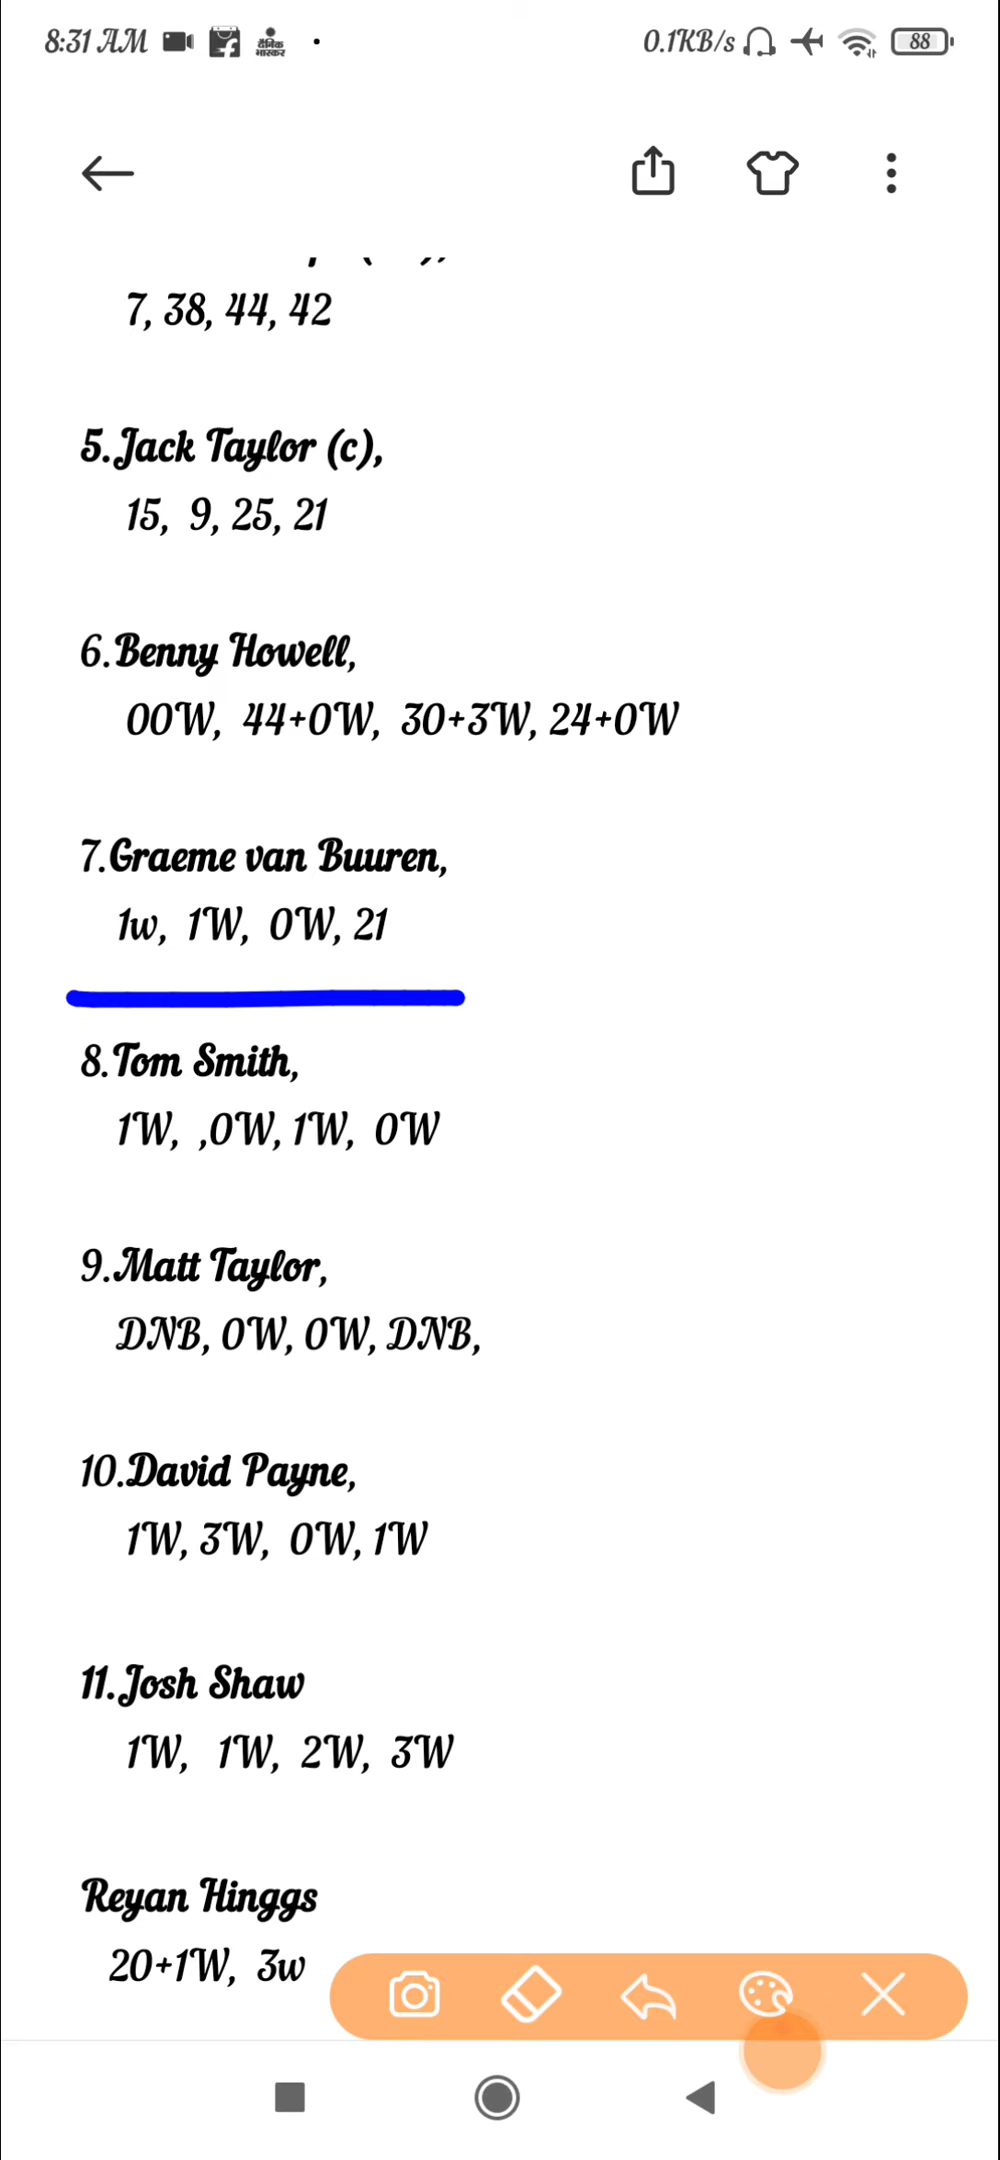 8:31 AM
दैनिक
भास्कर
0.1KB/s
88
7, 38, 44, 42
5.Jack Taylor (c),
15, 9, 25, 21
6.Benny Howell,
00W, 44+0W, 30+3W, 24+0W
7.Graeme van Buuren,
1w, 1W, 0W, 21
8.Tom Smith,
1W, ,0W, 1W, 0W
9.Matt Taylor,
DNB, 0W, 0W, DNB,
10.David Payne,
1W, 3W, 0W, 1W
11.Josh Shaw
1W, 1W, 2W, 3W
Reyan Hinggs
20+1W, 3w